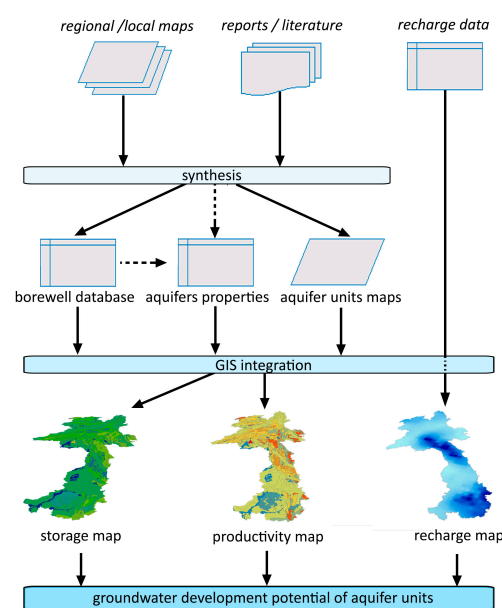 regional /local maps
reports / literature
recharge data
synthesis
borewell database
aquifers properties
aquifer units maps
GIS integration
storage map
productivity map
recharge map
groundwater development potential of aquifer units